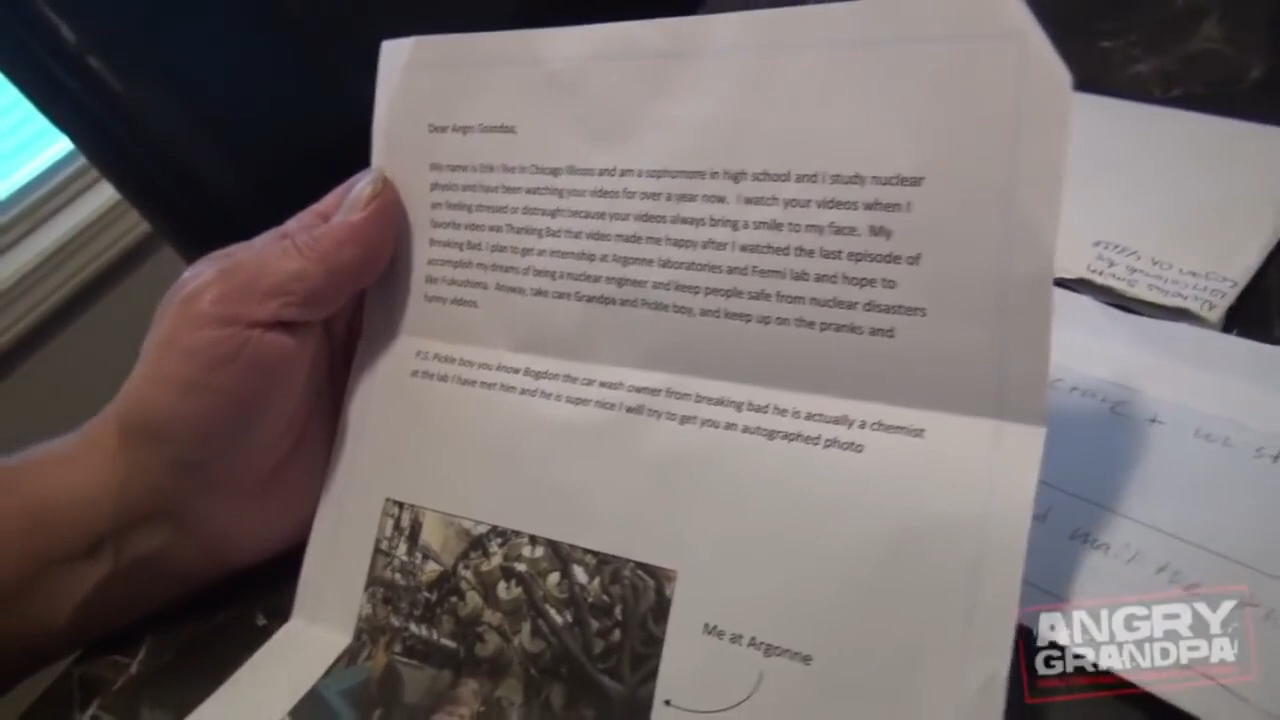 Dear Angri Grandpa,
My name is Erik I live in Chicago Illinois and am a sophomore in high school and I study nuclear
physics and have been watching your videos for over a year now. I watch your videos when I
am feeling stressed or distraught because your videos always bring a smile to my face. My
favorite video was Thanking Bad that video made me happy after I watched the last episode of
Breaking Bad. I plan to get an internship at Argonne laboratories and Fermi lab and hope to
accomplish my dreams of being a nuclear engineer and keep people safe from nuclear disasters
like Fukushima. Anyway, take care Grandpa and Pickle boy, and keep up on the pranks and
funny videos.
P.S. Pickle boy you know Bogdon the car wash owner from breaking bad he is actually a chemist
at the lab I have met him and he is super nice I will try to get you an autographed photo
Me at Argonne
mail the
ANGRY
GRANDPA